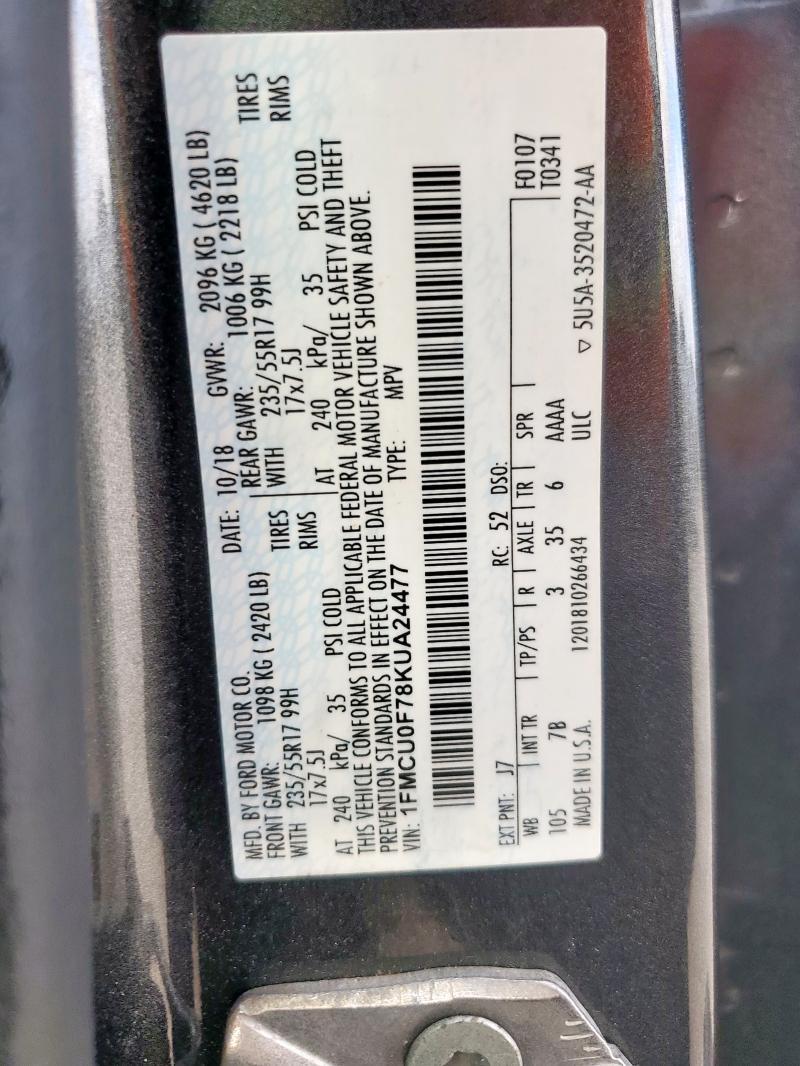 MFD. BY FORD MOTOR CO.
DATE: 10/18 GVWR: 2096 KG ( 4620 LB)
FRONT GAWR: 1098 KG ( 2420 LB) REAR GAWR: 1006 KG ( 2218 LB)
WITH 235/55R17 99H TIRES WITH 235/55R17 99H TIRES
17x7.5J RIMS 17x7.5J RIMS
AT 240 kPa/ 35 PSI COLD AT 240 kPa/ 35 PSI COLD
THIS VEHICLE CONFORMS TO ALL APPLICABLE FEDERAL MOTOR VEHICLE SAFETY AND THEFT
PREVENTION STANDARDS IN EFFECT ON THE DATE OF MANUFACTURE SHOWN ABOVE.
VIN: 1FMCU0F78KUA24477 TYPE: MPV
EXT PNT: J7 RC: 52 DSO: F0107
WB INT TR TP/PS R AXLE TR SPR T0341
105 7B 3 35 6 AAAA
MADE IN U.S.A. 1201810266434 ULC ▽ 5U5A-3520472-AA